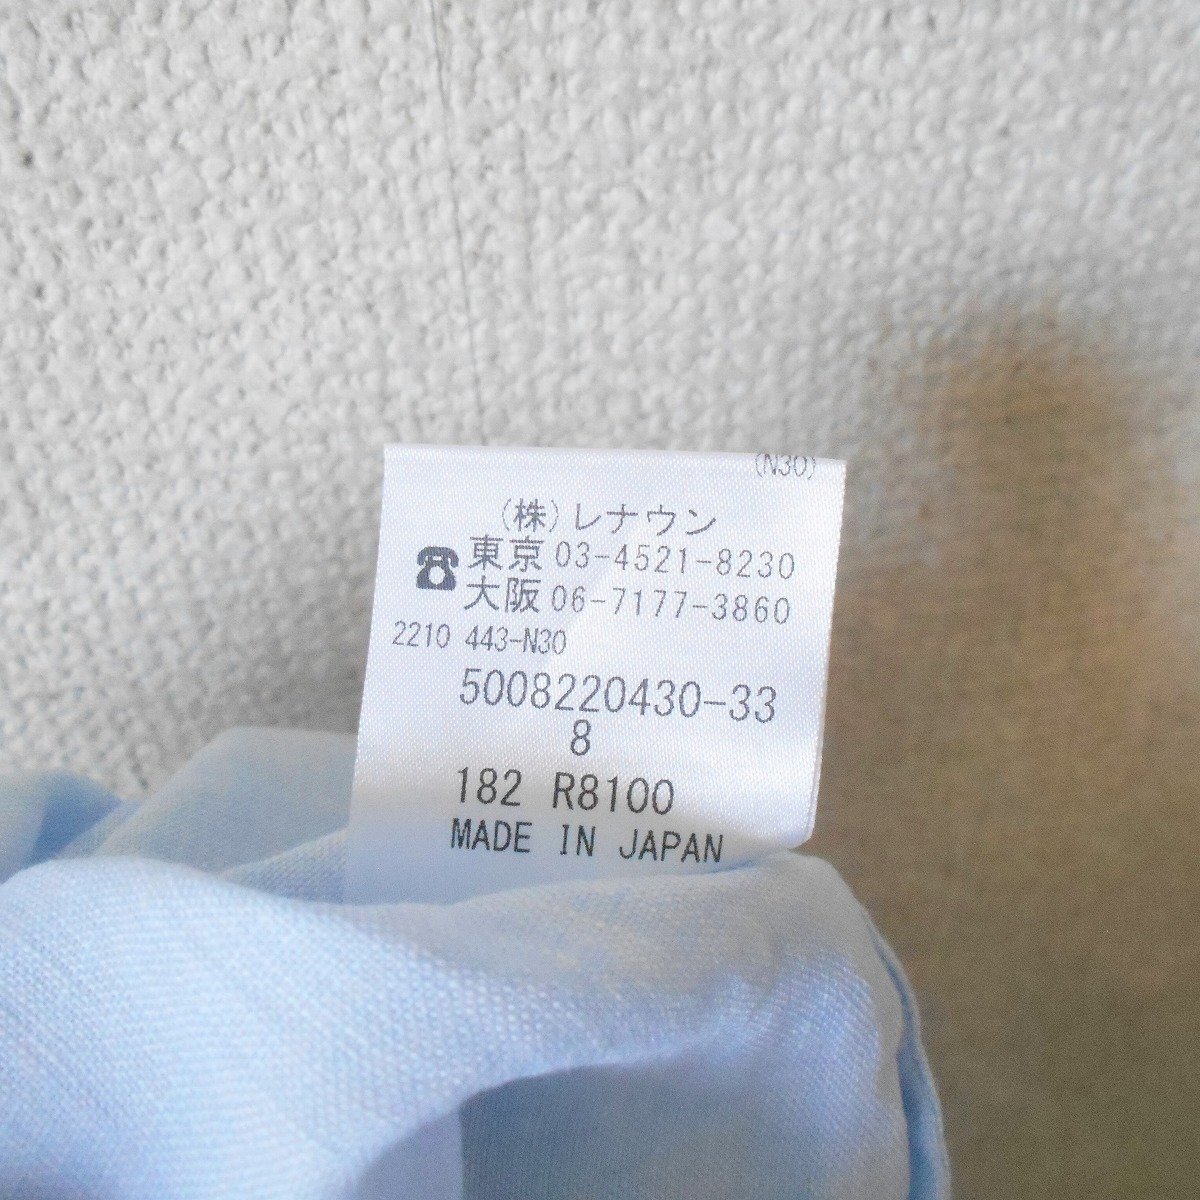 (N30)
(株)レナウン
東京 03-4521-8230
大阪 06-7177-3860
2210 443-N30
5008220430-33
8
182 R8100
MADE IN JAPAN